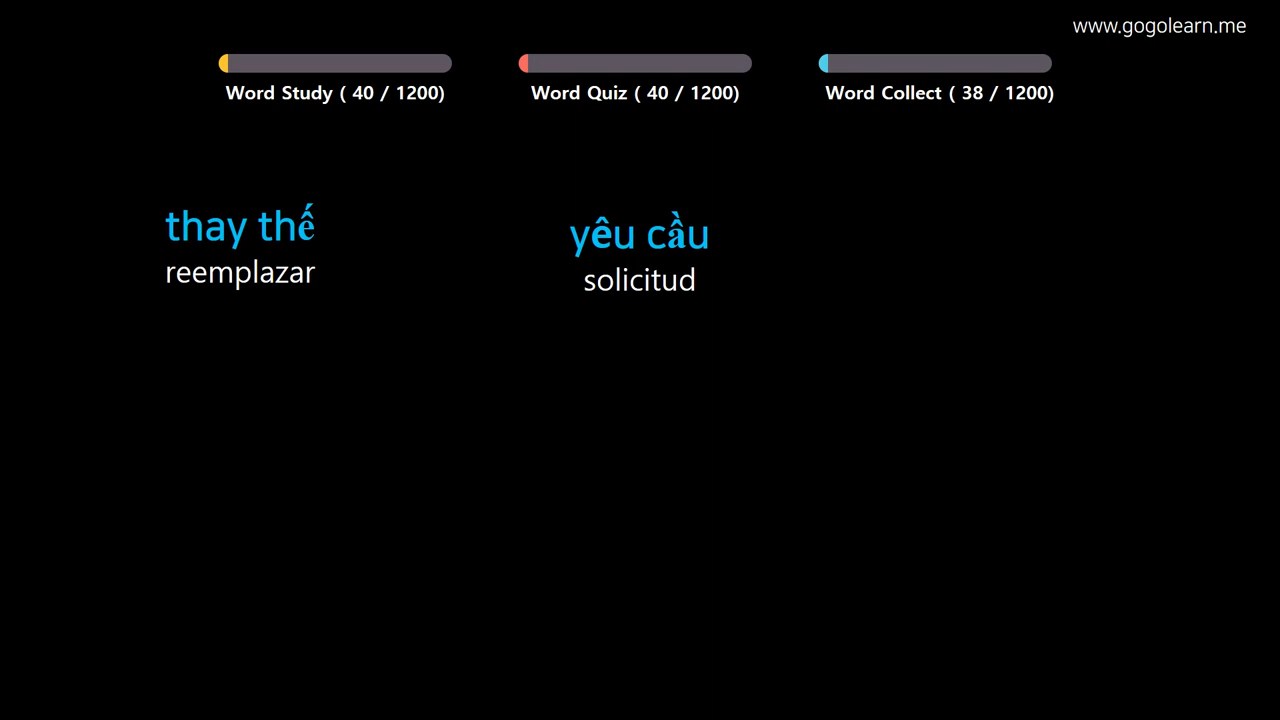 www.gogolearn.me
Word Study ( 40 / 1200)
Word Quiz ( 40 / 1200)
Word Collect ( 38 / 1200)
thay thế
reemplazar
yêu cầu
solicitud